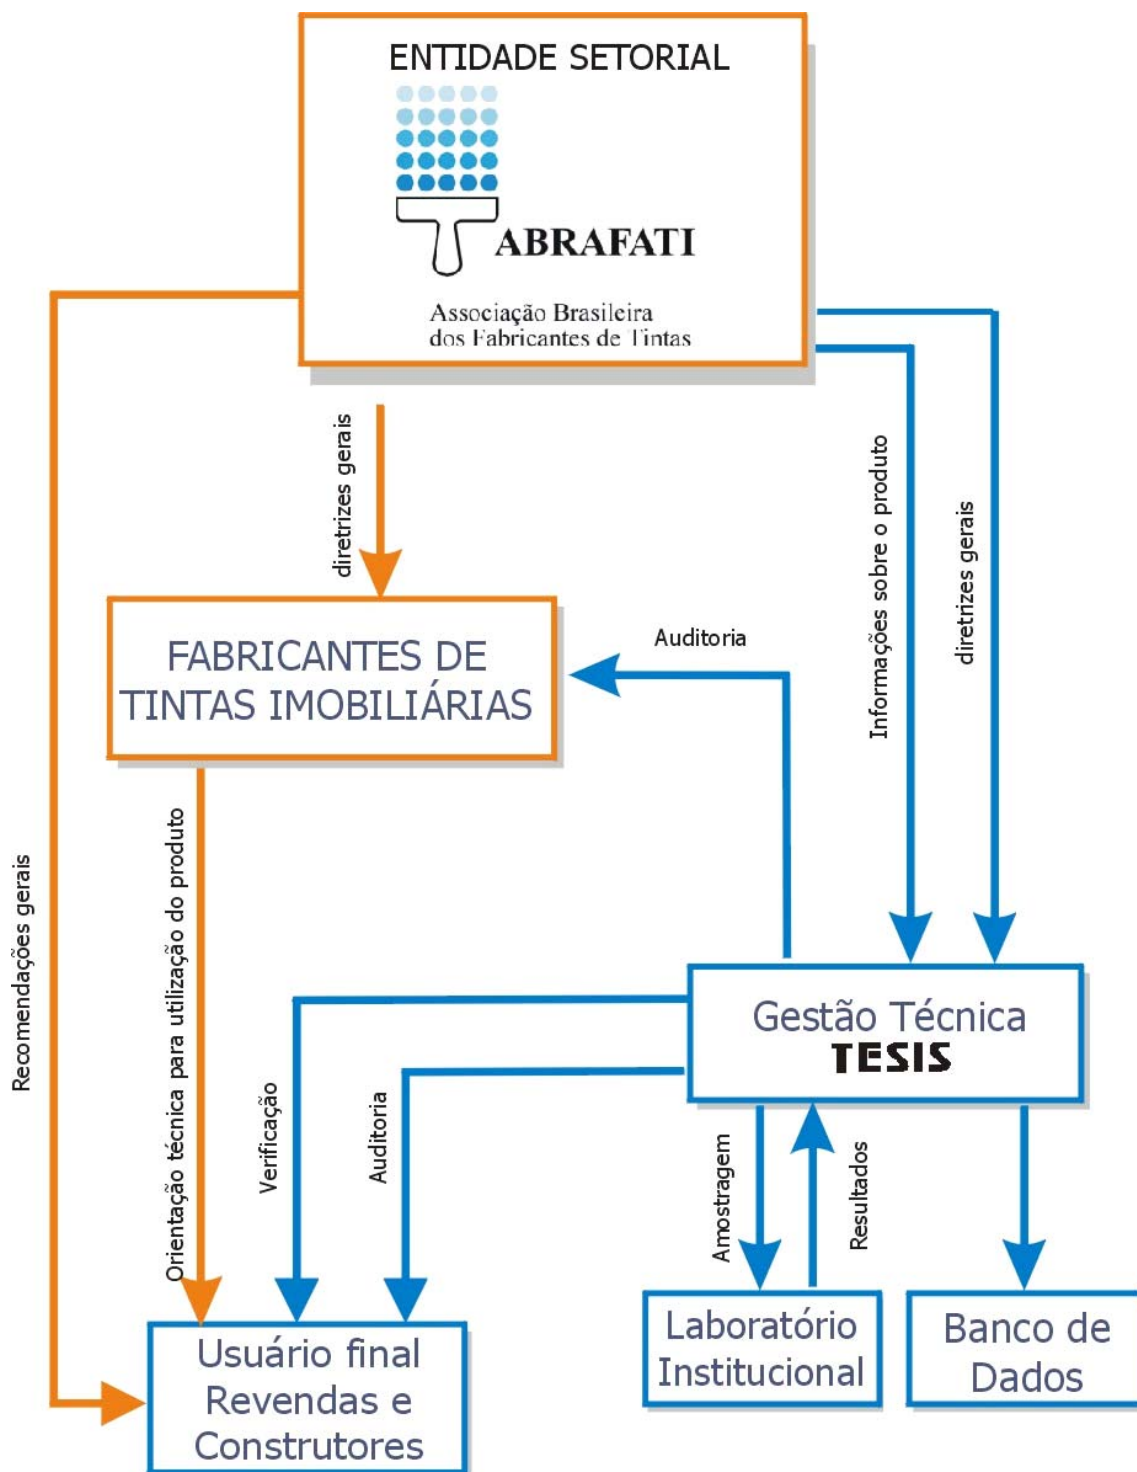 ENTIDADE SETORIAL
ABRAFATI
Associação Brasileira
dos Fabricantes de Tintas
diretrizes gerais
Informações sobre o produto
diretrizes gerais
FABRICANTES DE
TINTAS IMOBILIÁRIAS
Auditoria
Recomendações gerais
Orientação técnica para utilização do produto
Gestão Técnica
TESIS
Verificação
Auditoria
Amostragem
Resultados
Usuário final
Revendas e
Construtores
Laboratório
Institucional
Banco de
Dados